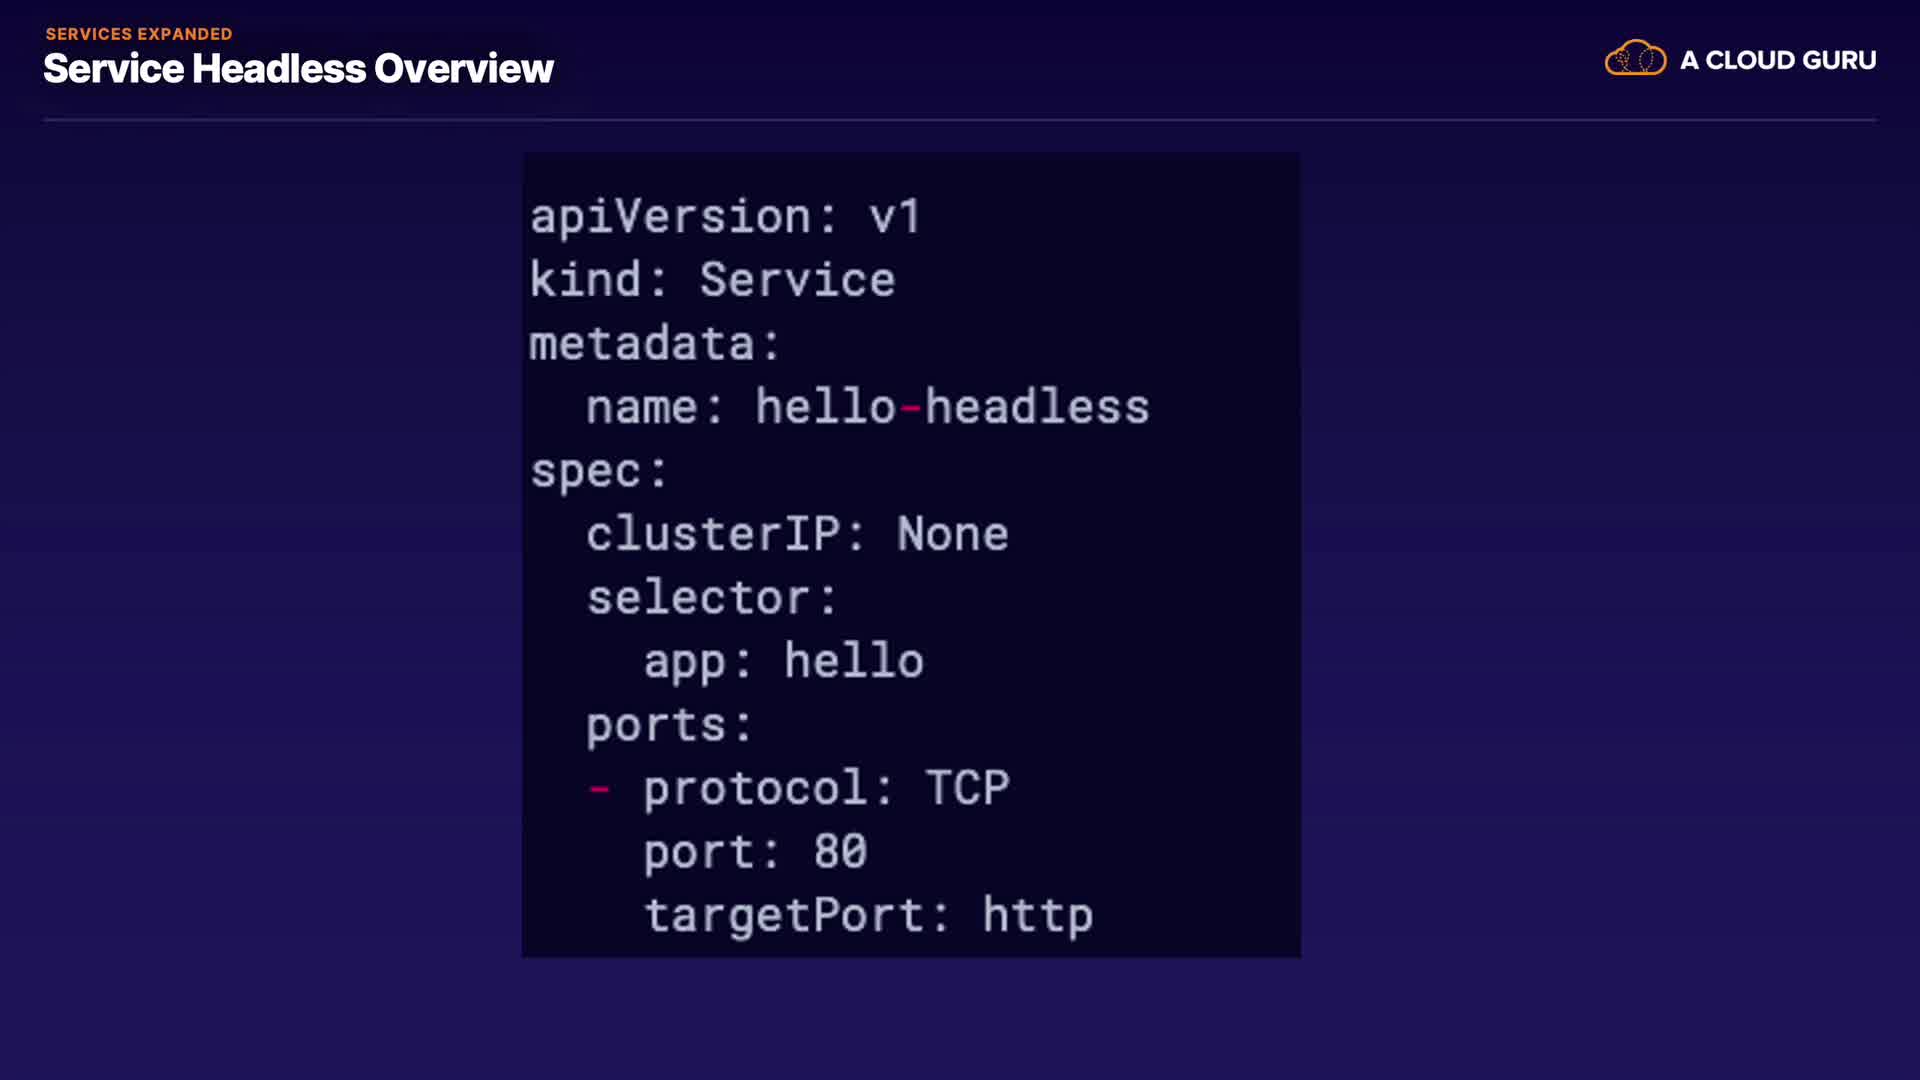 SERVICES EXPANDED
Service Headless Overview
A CLOUD GURU
apiVersion: v1
kind: Service
metadata:
  name: hello-headless
spec:
  clusterIP: None
  selector:
    app: hello
  ports:
  - protocol: TCP
    port: 80
    targetPort: http